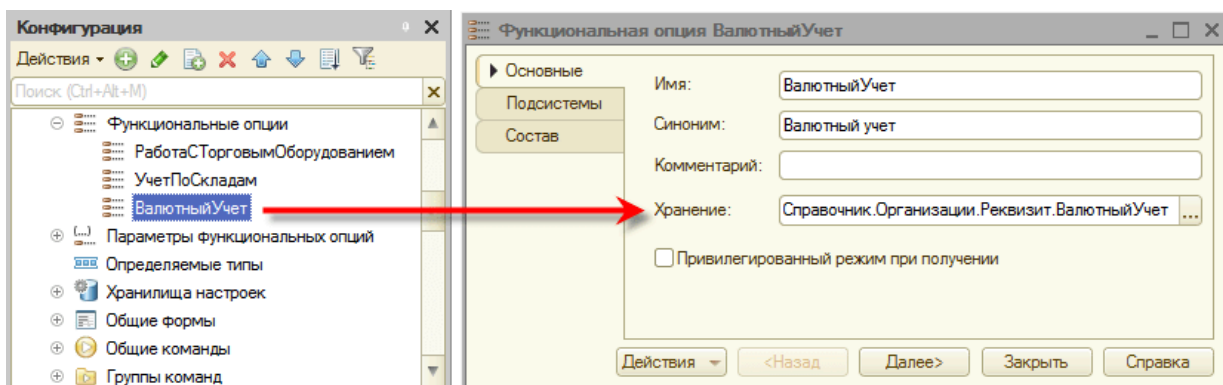 Конфигурация
Действия
Поиск (Ctrl+Alt+M)
Функциональные опции
РаботаСТорговымОборудованием
УчетПоСкладам
ВалютныйУчет
(...) Параметры функциональных опций
Определяемые типы
Хранилища настроек
Общие формы
Общие команды
Группы команд
Функциональная опция ВалютныйУчет
Основные
Подсистемы
Состав
Имя: ВалютныйУчет
Синоним: Валютный учет
Комментарий:
Хранение: Справочник.Организации.Реквизит.ВалютныйУчет ...
Привилегированный режим при получении
Действия <Назад Далее> Закрыть Справка